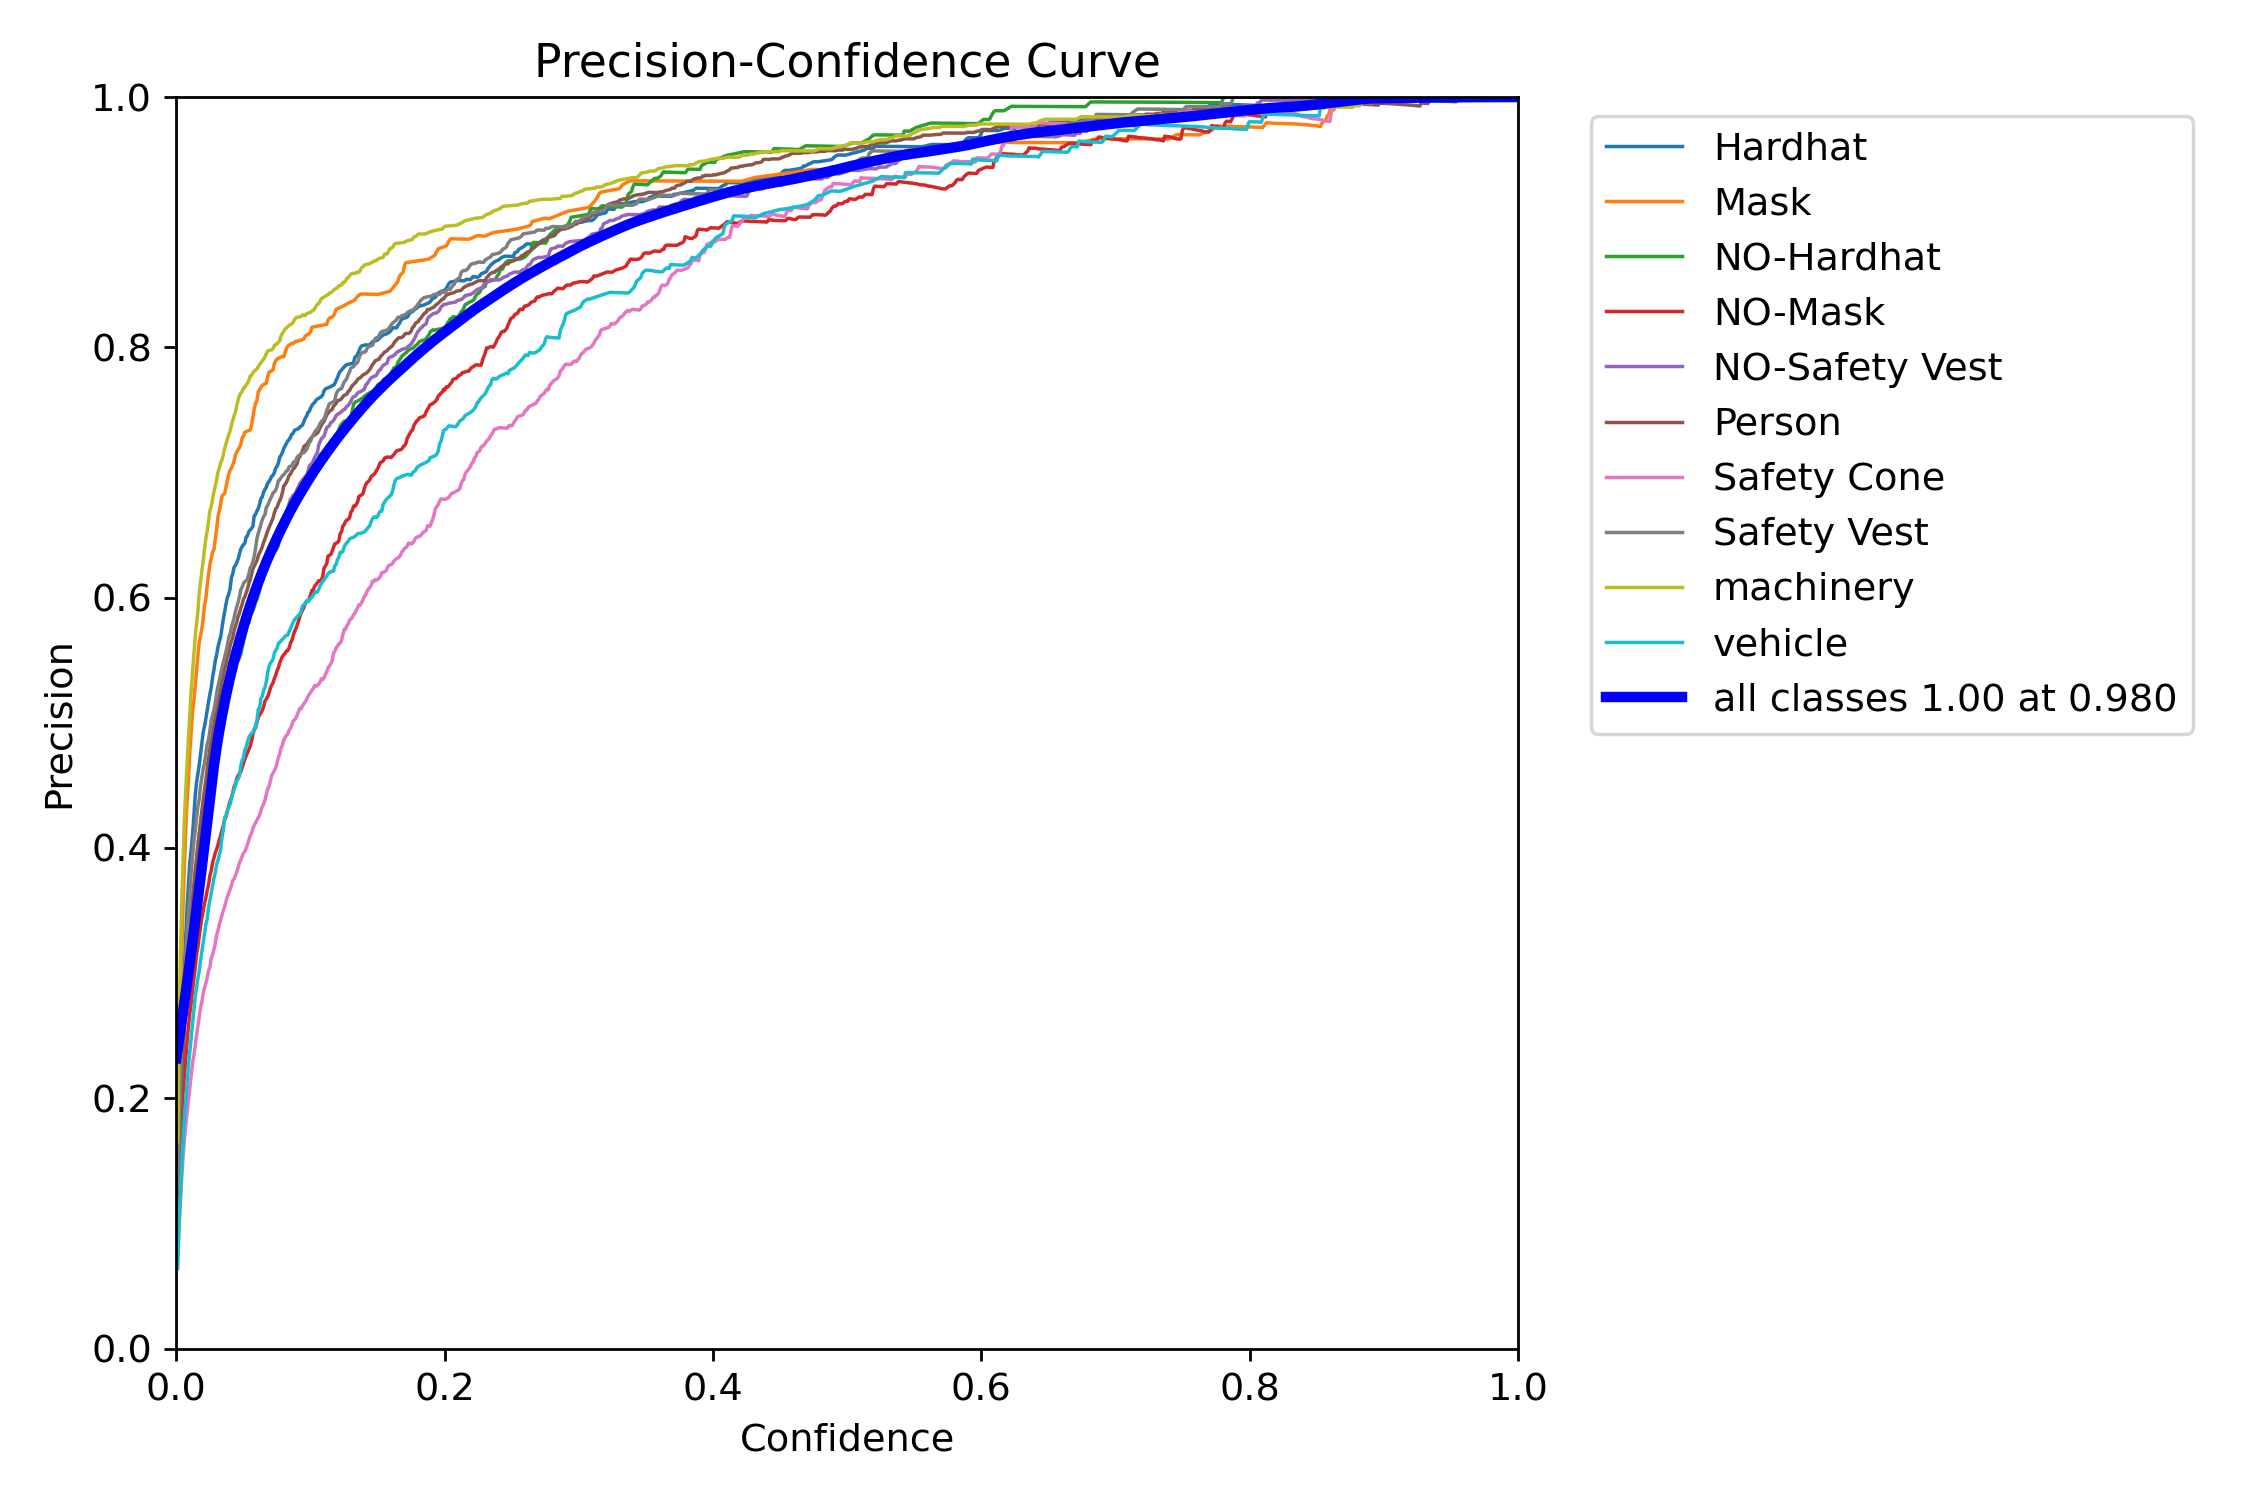 Precision-Confidence Curve
1.0
0.8
0.6
0.4
0.2
0.0
Precision
0.0 0.2 0.4 0.6 0.8 1.0
Confidence
Hardhat
Mask
NO-Hardhat
NO-Mask
NO-Safety Vest
Person
Safety Cone
Safety Vest
machinery
vehicle
all classes 1.00 at 0.980